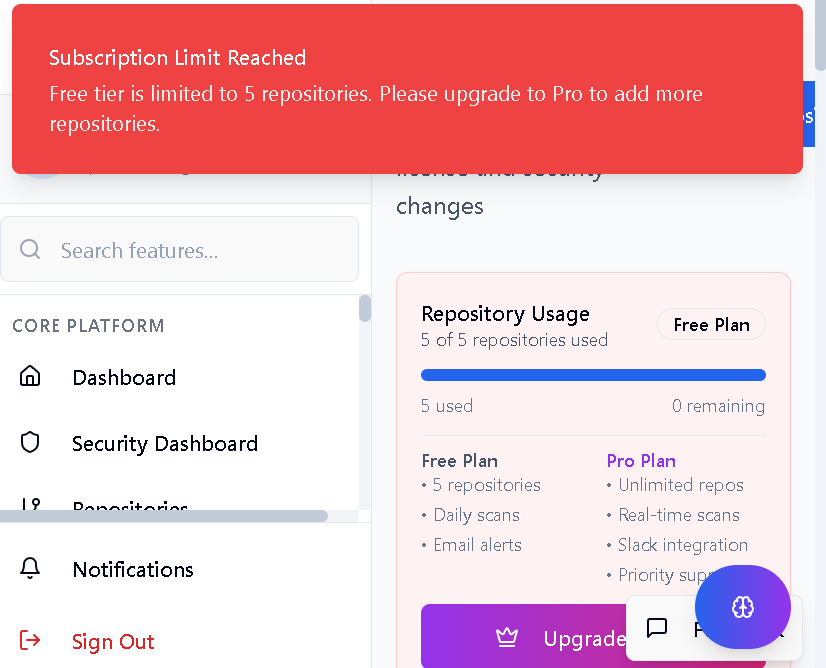 Subscription Limit Reached
Free tier is limited to 5 repositories. Please upgrade to Pro to add more
repositories.
changes
Search features...
CORE PLATFORM
Dashboard
Security Dashboard
Repositories
Notifications
Sign Out
Repository Usage
5 of 5 repositories used
Free Plan
5 used
0 remaining
Free Plan
• 5 repositories
• Daily scans
• Email alerts
Pro Plan
• Unlimited repos
• Real-time scans
• Slack integration
• Priority
Upgrade